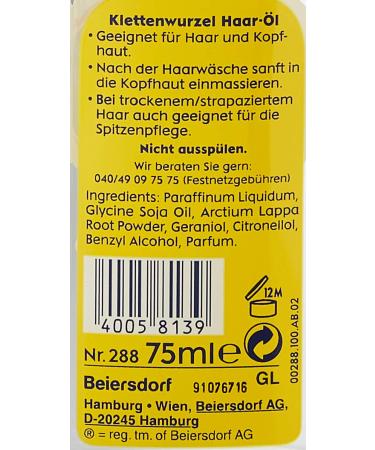 Klettenwurzel Haar-Öl
• Geeignet für Haar und Kopf-
haut.
• Nach der Haarwäsche sanft in
die Kopfhaut einmassieren.
• Bei trockenem/strapaziertem
Haar auch geeignet für die
Spitzenpflege.
Nicht ausspülen.
Wir beraten Sie gern:
040/49 09 75 75 (Festnetzgebühren)
Ingredients: Paraffinum Liquidum,
Glycine Soja Oil, Arctium Lappa
Root Powder, Geraniol, Citronellol,
Benzyl Alcohol, Parfum.
12M
4005 8139
00288.100.AB.02
Nr. 288 75ml e
Beiersdorf 91076716 GL
Hamburg • Wien, Beiersdorf AG,
D-20245 Hamburg
® = reg. tm. of Beiersdorf AG